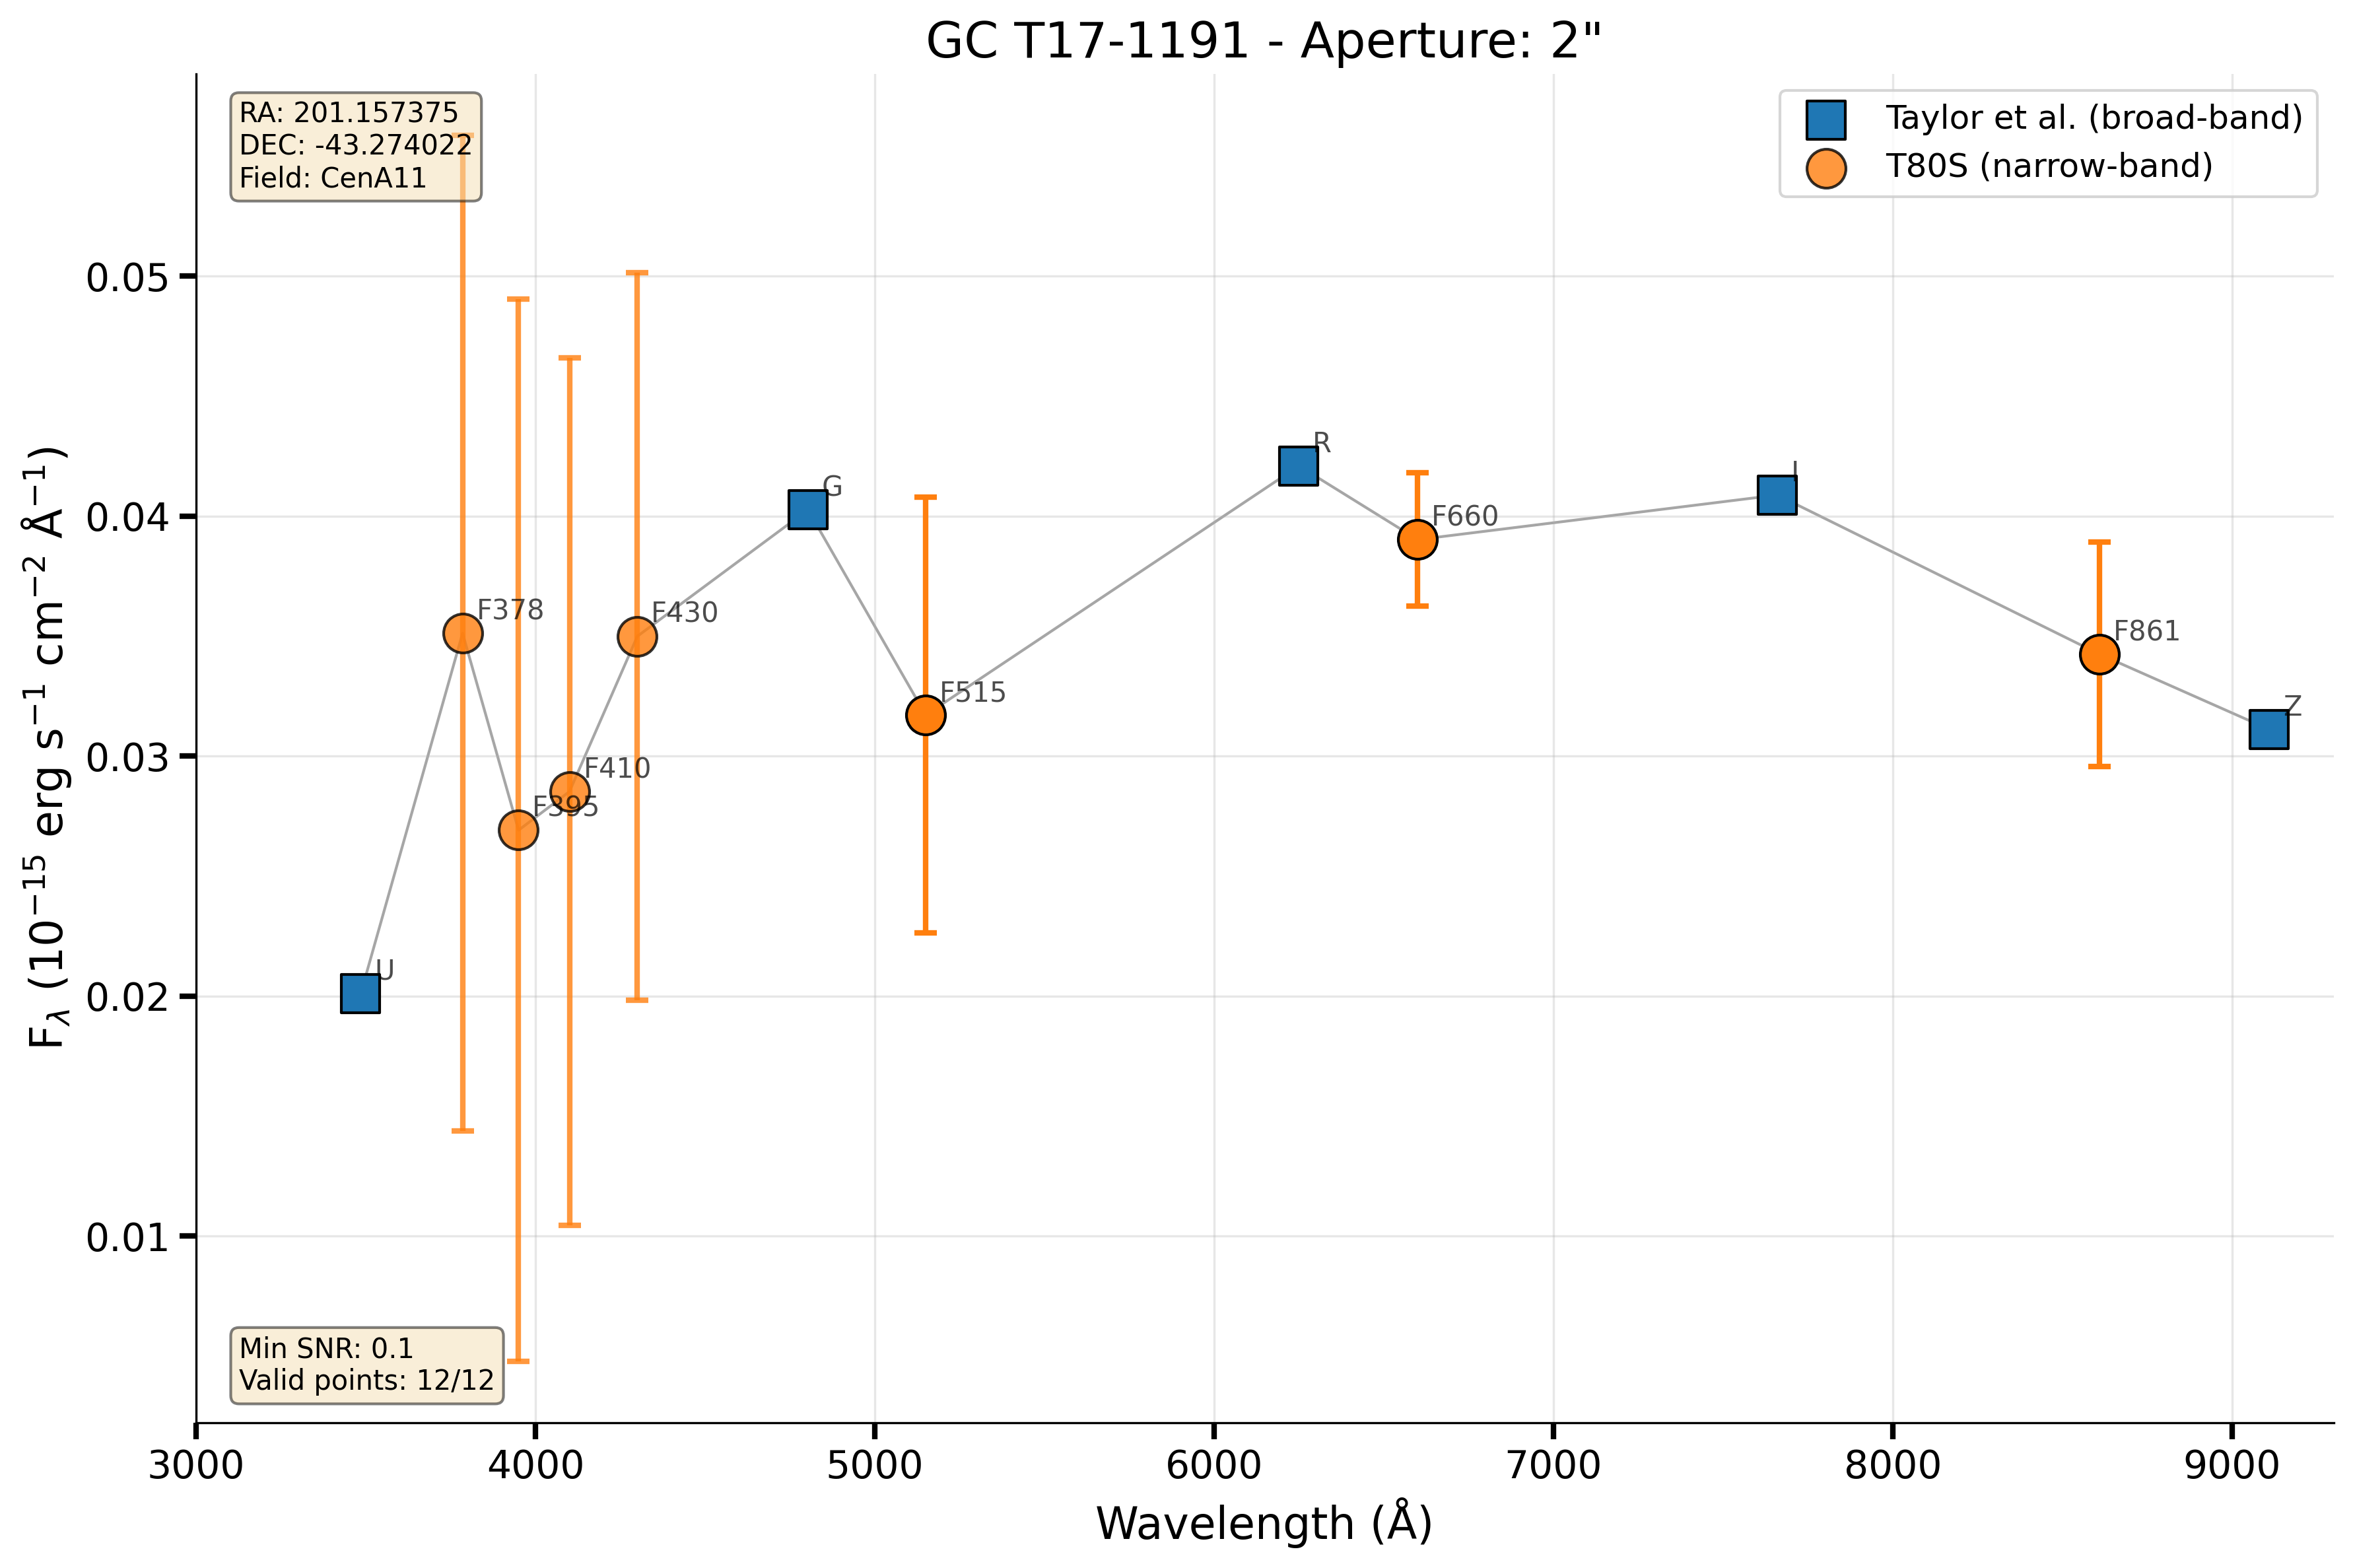 GC T17-1191 - Aperture: 2"
RA: 201.157375
DEC: -43.274022
Field: CenA11
Taylor et al. (broad-band)
T80S (narrow-band)
F_λ (10⁻¹⁵ erg s⁻¹ cm⁻² Å⁻¹)
0.05
0.04
0.03
0.02
0.01
U
F378
F395
F410
F430
G
F515
R
F660
I
F861
Z
Min SNR: 0.1
Valid points: 12/12
3000 4000 5000 6000 7000 8000 9000
Wavelength (Å)